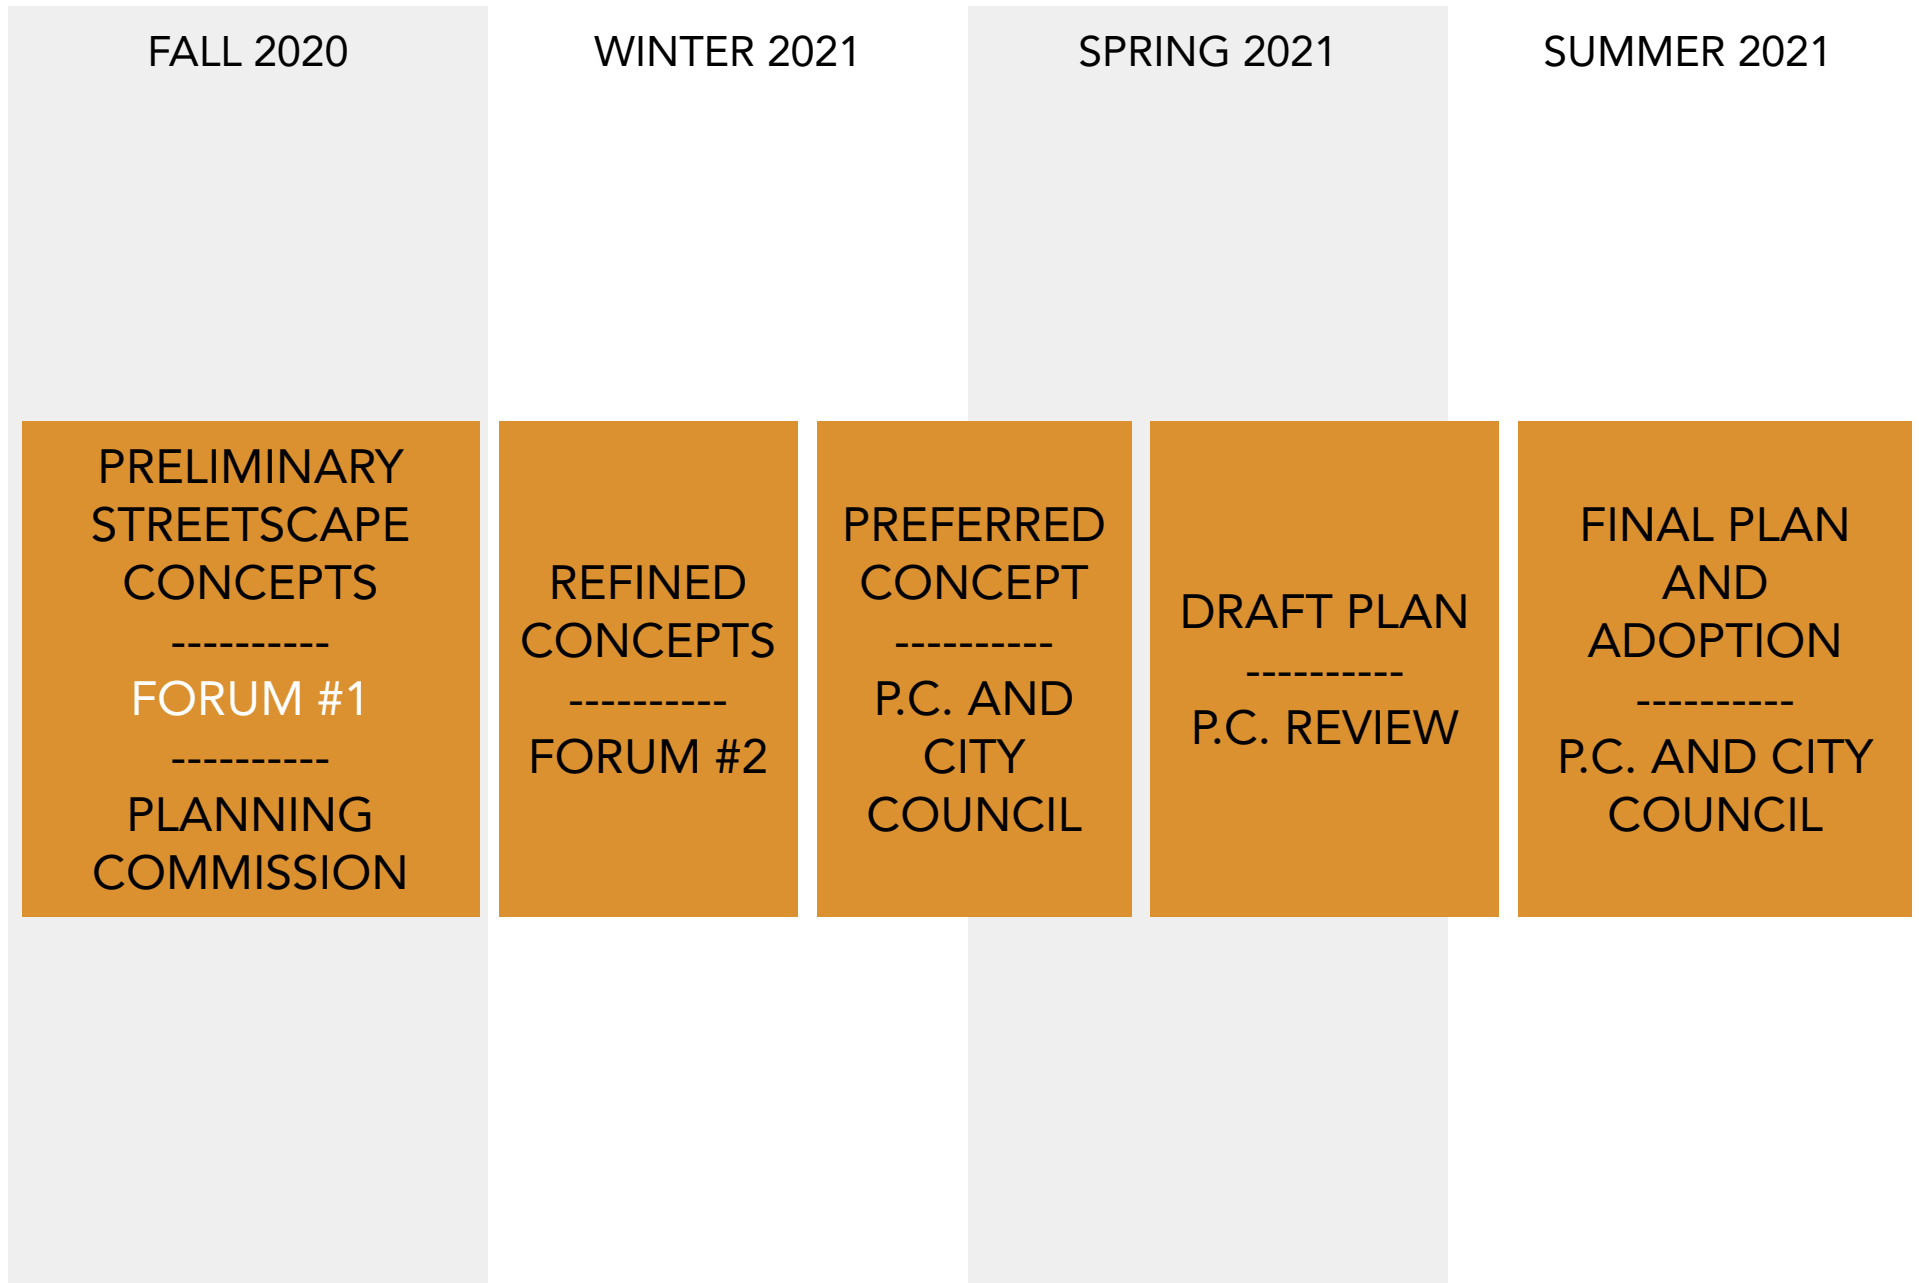 FALL 2020
WINTER 2021
SPRING 2021
SUMMER 2021
PRELIMINARY
STREETSCAPE
CONCEPTS
----------
FORUM #1
----------
PLANNING
COMMISSION
REFINED
CONCEPTS
----------
FORUM #2
PREFERRED
CONCEPT
----------
P.C. AND
CITY
COUNCIL
DRAFT PLAN
----------
P.C. REVIEW
FINAL PLAN
AND
ADOPTION
----------
P.C. AND CITY
COUNCIL